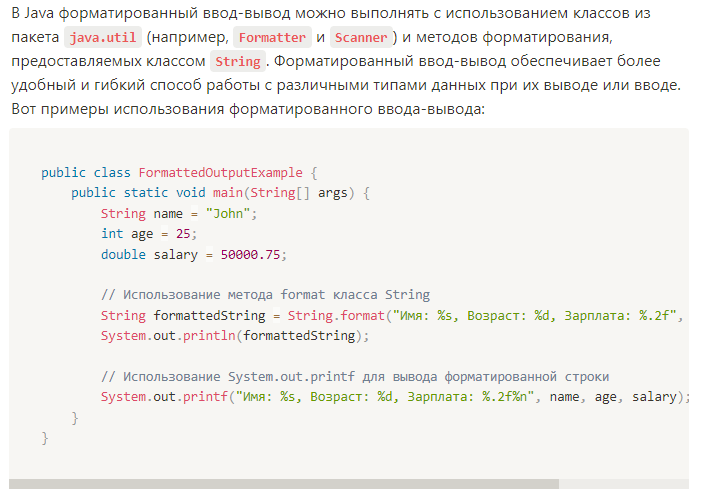 В Java форматированный ввод-вывод можно выполнять с использованием классов из
пакета java.util (например, Formatter и Scanner) и методов форматирования,
предоставляемых классом String. Форматированный ввод-вывод обеспечивает более
удобный и гибкий способ работы с различными типами данных при их выводе или вводе.
Вот примеры использования форматированного ввода-вывода:
public class FormattedOutputExample {
    public static void main(String[] args) {
        String name = "John";
        int age = 25;
        double salary = 50000.75;
        // Использование метода format класса String
        String formattedString = String.format("Имя: %s, Возраст: %d, Зарплата: %.2f",
        System.out.println(formattedString);
        // Использование System.out.printf для вывода форматированной строки
        System.out.printf("Имя: %s, Возраст: %d, Зарплата: %.2f%n", name, age, salary);
    }
}